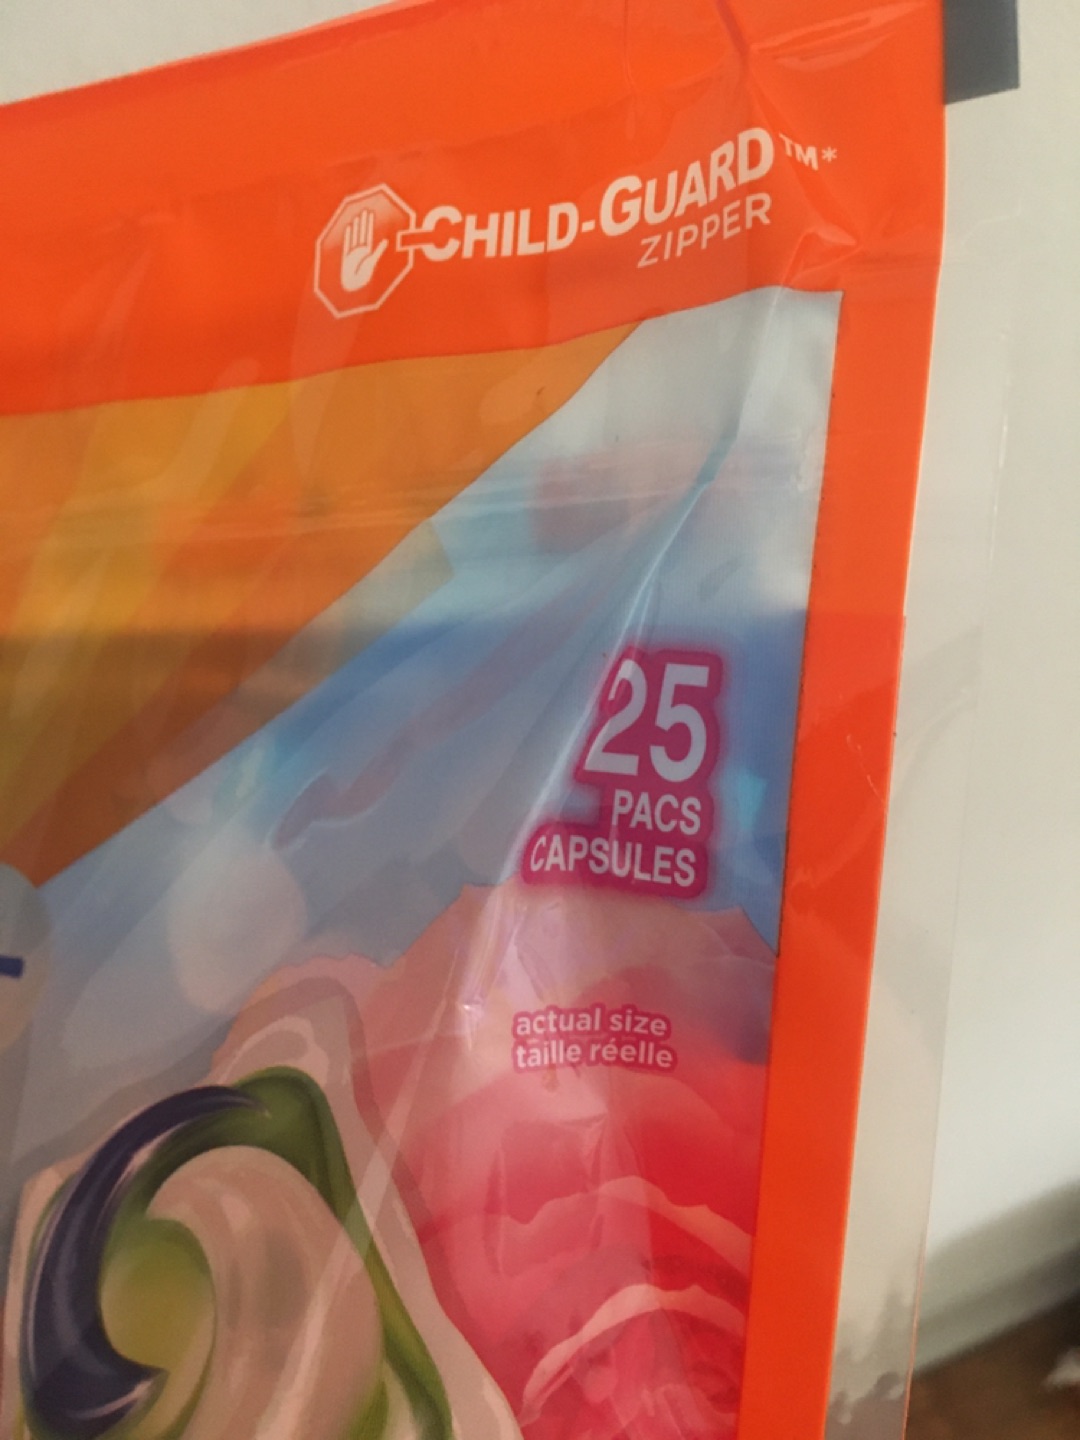 CHILD-GUARD™*
ZIPPER
25
PACS
CAPSULES
actual size
taille réelle